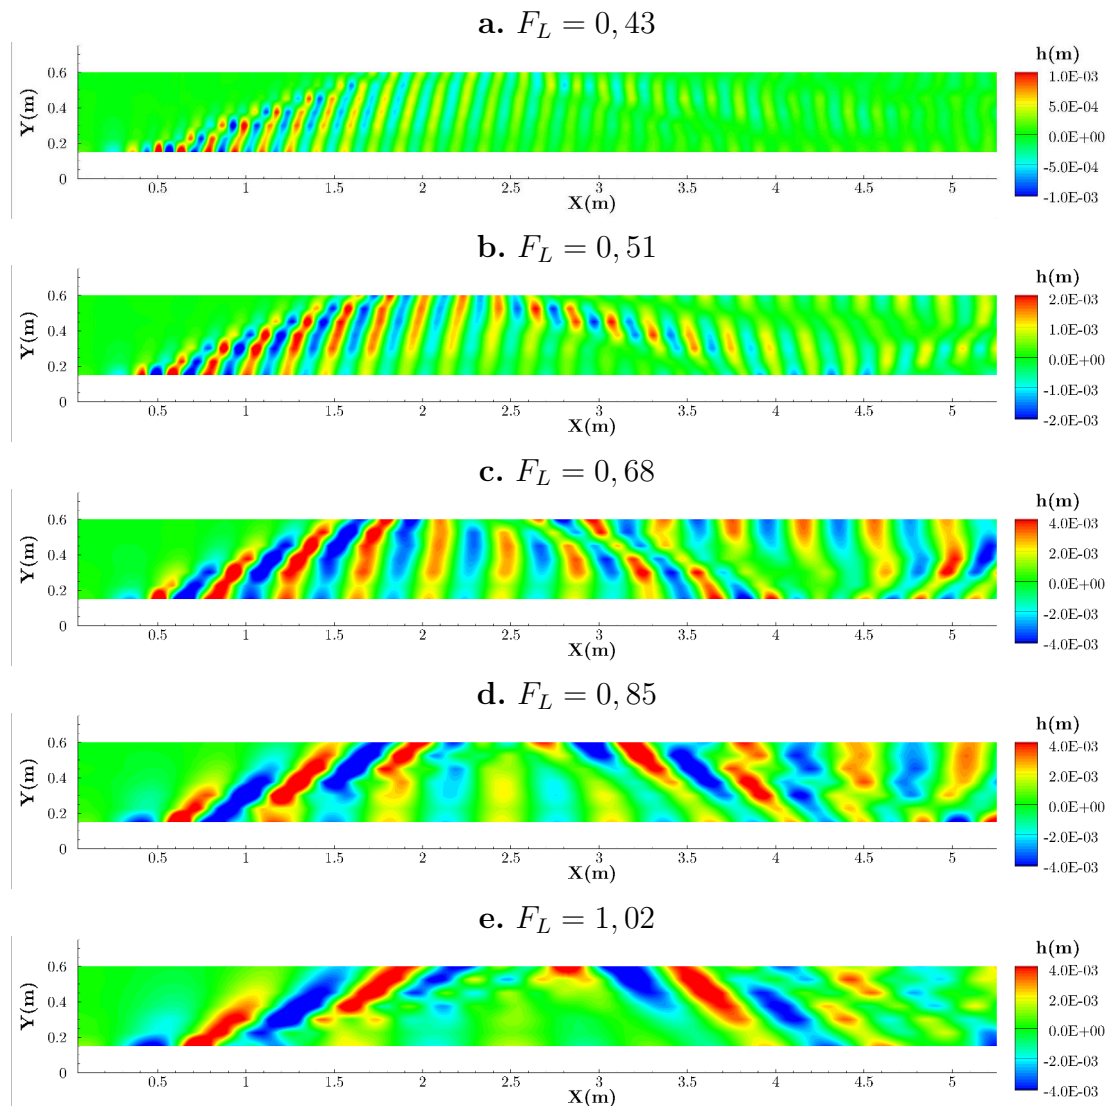 a. F_L = 0, 43
h(m)
Y(m)
0.6
0.4
0.2
0
0.5 1 1.5 2 2.5 3 3.5 4 4.5 5
X(m)
1.0E-03
5.0E-04
0.0E+00
-5.0E-04
-1.0E-03
b. F_L = 0, 51
h(m)
Y(m)
0.6
0.4
0.2
0
0.5 1 1.5 2 2.5 3 3.5 4 4.5 5
X(m)
2.0E-03
1.0E-03
0.0E+00
-1.0E-03
-2.0E-03
c. F_L = 0, 68
h(m)
Y(m)
0.6
0.4
0.2
0
0.5 1 1.5 2 2.5 3 3.5 4 4.5 5
X(m)
4.0E-03
2.0E-03
0.0E+00
-2.0E-03
-4.0E-03
d. F_L = 0, 85
h(m)
Y(m)
0.6
0.4
0.2
0
0.5 1 1.5 2 2.5 3 3.5 4 4.5 5
X(m)
4.0E-03
2.0E-03
0.0E+00
-2.0E-03
-4.0E-03
e. F_L = 1, 02
h(m)
Y(m)
0.6
0.4
0.2
0
0.5 1 1.5 2 2.5 3 3.5 4 4.5 5
X(m)
4.0E-03
2.0E-03
0.0E+00
-2.0E-03
-4.0E-03